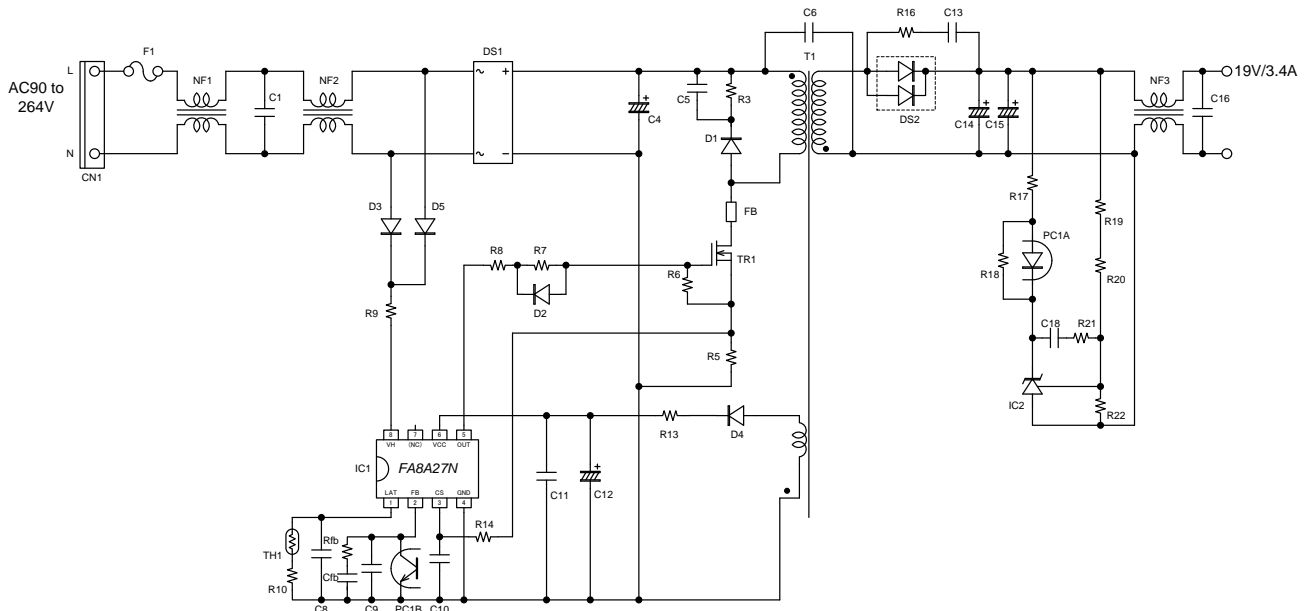 C6
R16
C13
F1
DS1
T1
L
NF1
NF2
+
19V/3.4A
AC90 to
264V
C1
~
+
C5
R3
NF3
C16
C4
DS2
+
C14
+
C15
D1
N
~
−
CN1
R17
D3
D5
FB
R19
PC1A
R8
R7
R6
TR1
R18
R20
D2
R9
C18
R21
R5
IC2
R22
R13
D4
8
7
6
5
VH
(NC)
VCC
OUT
IC1
FA8A27N
+
C11
C12
LAT
FB
CS
GND
1
2
3
4
R14
Rfb
TH1
Cfb
R10
C8
C9
PC1B
C10